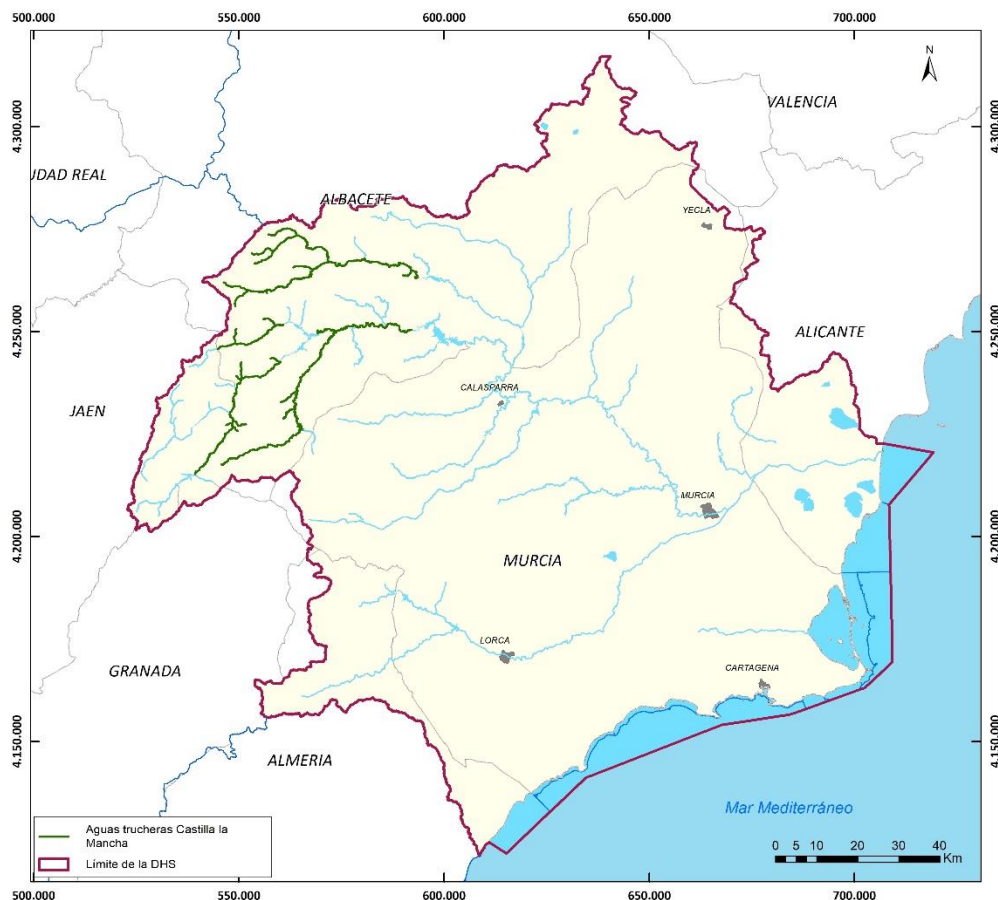 500.000 550.000 600.000 650.000 700.000
N
VALENCIA
4.300.000 4.300.000
UDAD REAL
ALBACETE
YECLA
4.250.000 4.250.000
ALICANTE
CALASPARRA
JAEN
MURCIA
4.200.000 4.200.000
MURCIA
LORCA
GRANADA
CARTAGENA
4.150.000 4.150.000
ALMERIA
Mar Mediterráneo
Aguas trucheras Castilla la
Mancha
Límite de la DHS
0 5 10 20 30 40
Km
500.000 550.000 600.000 650.000 700.000